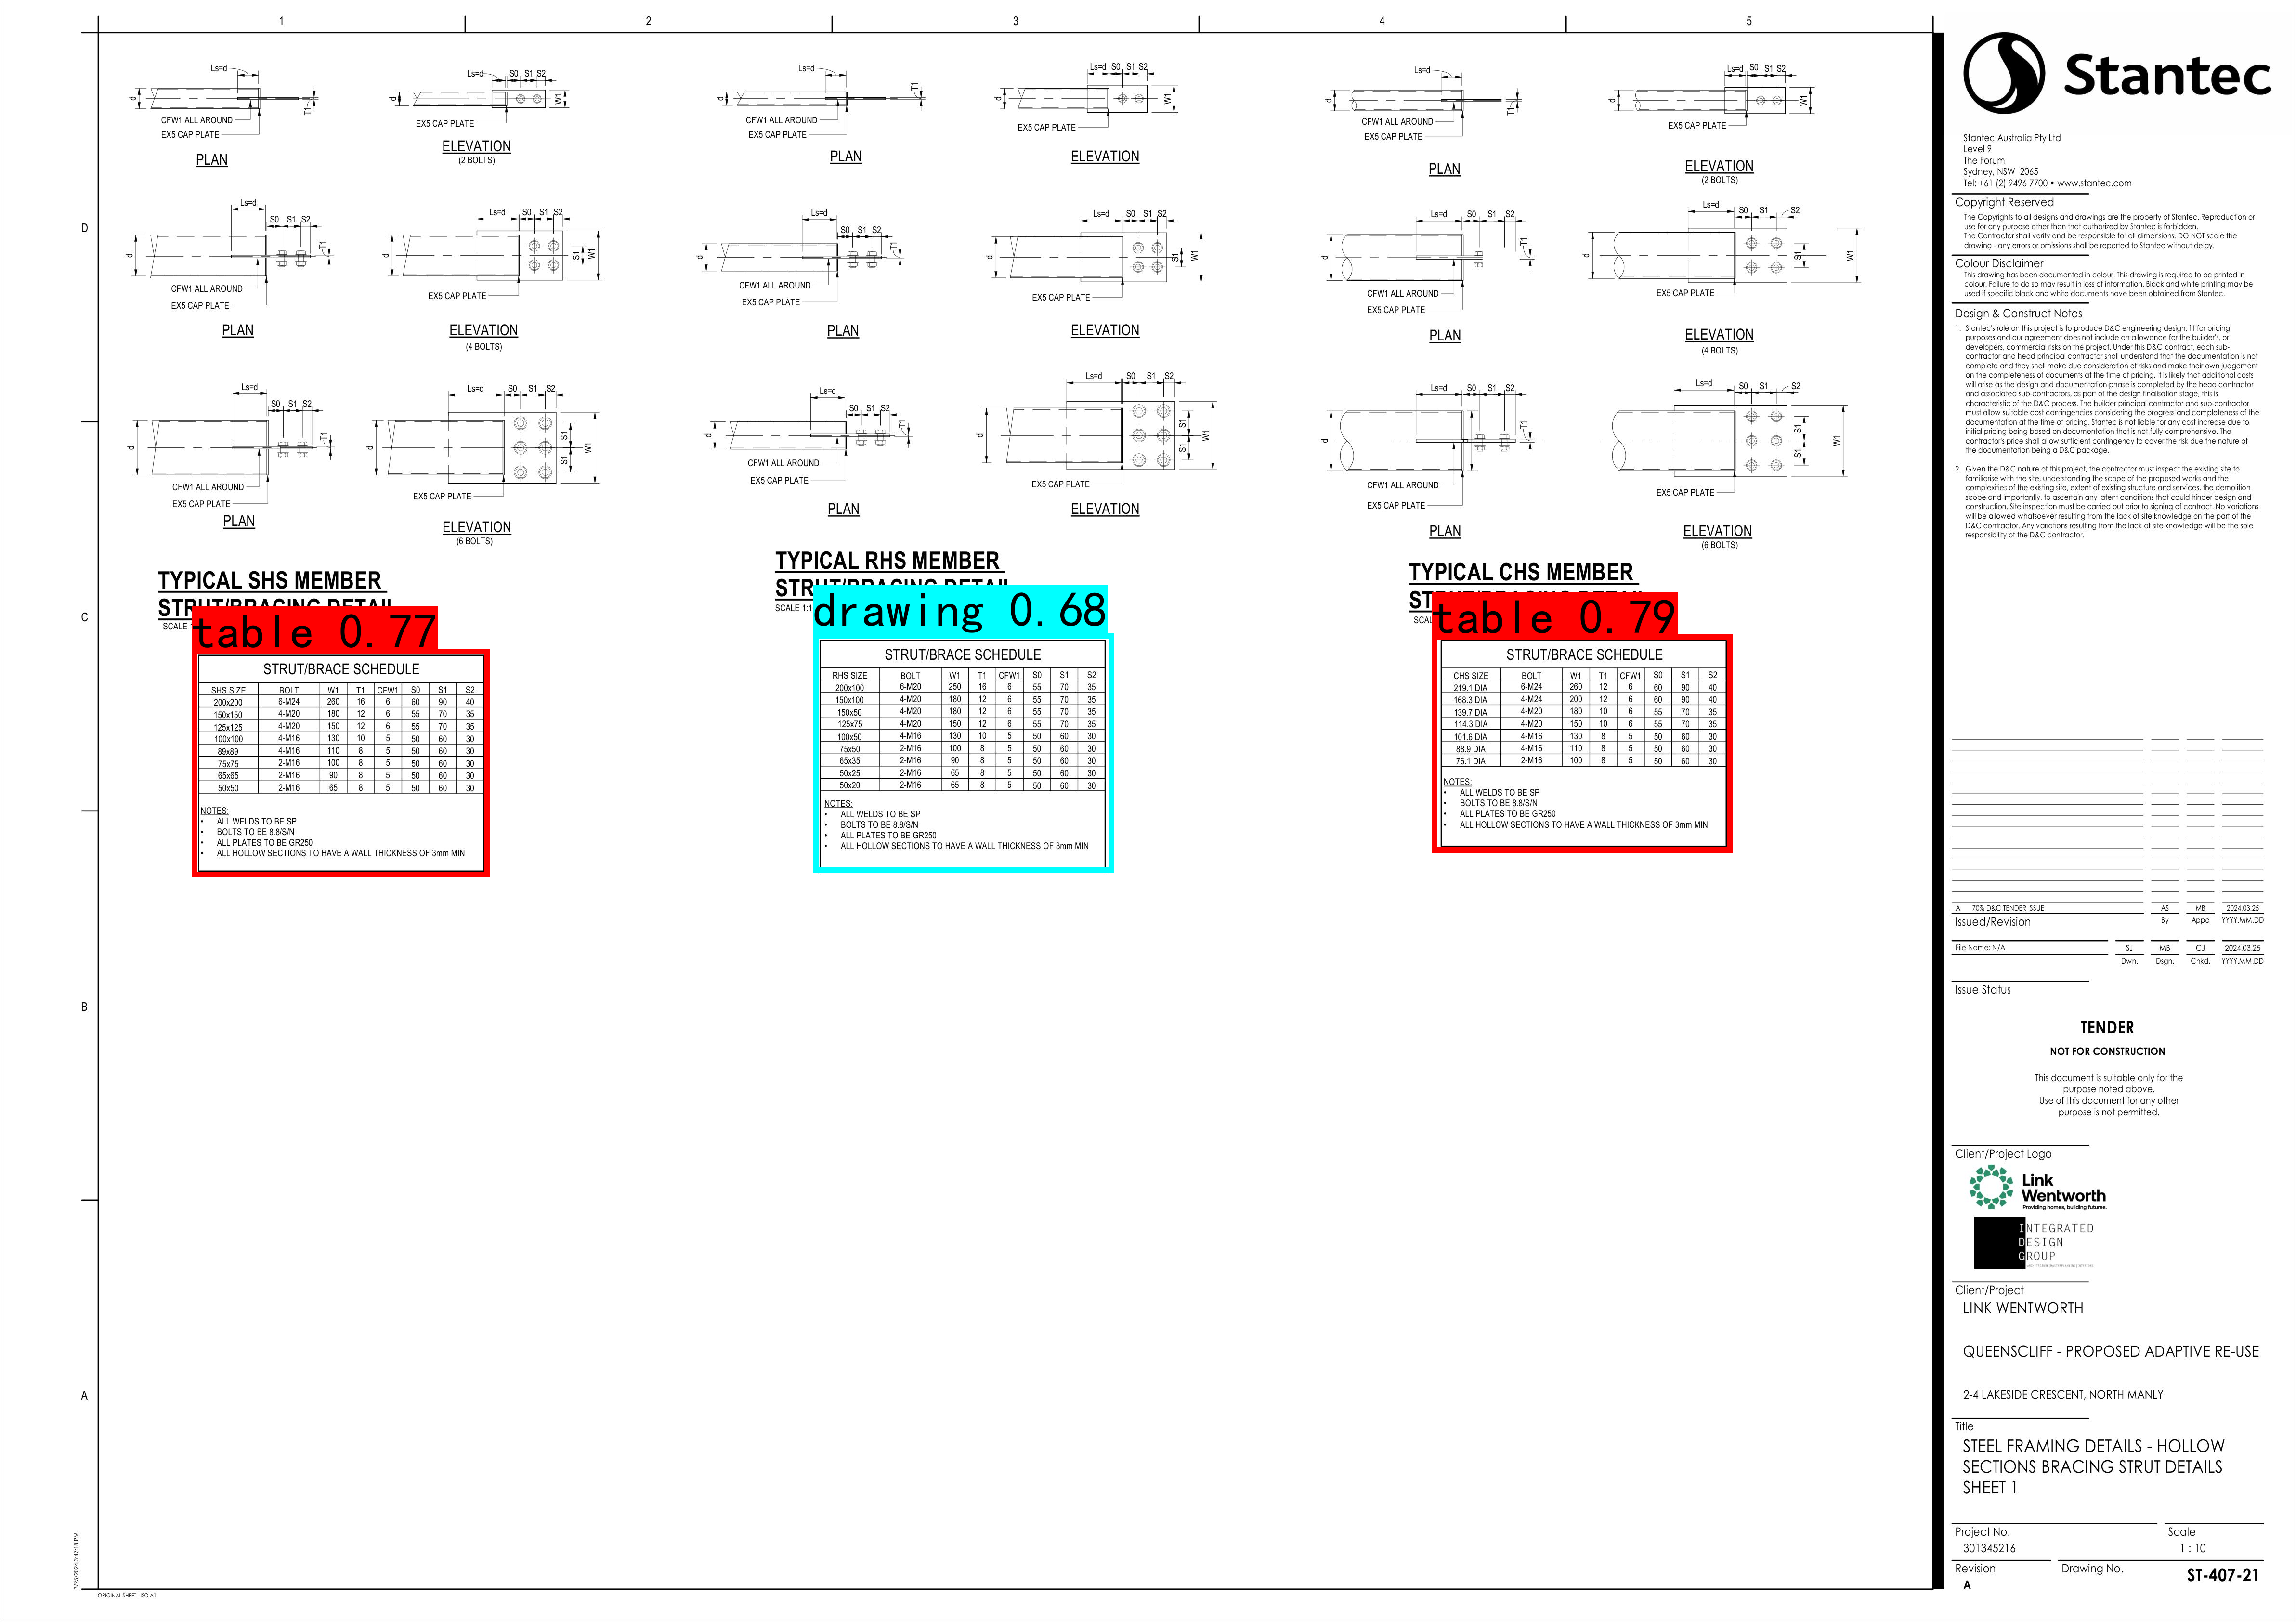 1 2 3 4 5
Ls=d
d
T1
CFW1 ALL AROUND
EX5 CAP PLATE
PLAN
Ls=d S0 S1 S2
d
W1
EX5 CAP PLATE
ELEVATION
(2 BOLTS)
Ls=d
d
T1
CFW1 ALL AROUND
EX5 CAP PLATE
PLAN
Ls=d S0 S1 S2
d
W1
EX5 CAP PLATE
ELEVATION
Ls=d
d
T1
CFW1 ALL AROUND
EX5 CAP PLATE
PLAN
Ls=d S0 S1 S2
d
W1
EX5 CAP PLATE
ELEVATION
(2 BOLTS)
D
Ls=d
S0 S1 S2
d
T1
CFW1 ALL AROUND
EX5 CAP PLATE
PLAN
Ls=d S0 S1 S2
d
S1
W1
EX5 CAP PLATE
ELEVATION
(4 BOLTS)
Ls=d
S0 S1 S2
d
T1
CFW1 ALL AROUND
EX5 CAP PLATE
PLAN
Ls=d S0 S1 S2
d
S1
W1
EX5 CAP PLATE
ELEVATION
Ls=d S0 S1 S2
d
T1
CFW1 ALL AROUND
EX5 CAP PLATE
PLAN
Ls=d
S0 S1 S2
d
S1
W1
EX5 CAP PLATE
ELEVATION
(4 BOLTS)
Ls=d
S0 S1 S2
d
T1
CFW1 ALL AROUND
EX5 CAP PLATE
PLAN
Ls=d S0 S1 S2
d
S1
S1
W1
EX5 CAP PLATE
ELEVATION
(6 BOLTS)
Ls=d
S0 S1 S2
d
T1
CFW1 ALL AROUND
EX5 CAP PLATE
PLAN
Ls=d S0 S1 S2
d
S1
S1
W1
EX5 CAP PLATE
ELEVATION
Ls=d S0 S1 S2
d
T1
CFW1 ALL AROUND
EX5 CAP PLATE
PLAN
Ls=d S0 S1 S2
d
S1
S1
W1
EX5 CAP PLATE
ELEVATION
(6 BOLTS)
C
TYPICAL SHS MEMBER
STRUT/BRACING DETAIL
SCALE
table 0.77
STRUT/BRACE SCHEDULE
SHS SIZE BOLT W1 T1 CFW1 S0 S1 S2
200x200 6-M24 260 16 6 60 90 40
150x150 4-M20 180 12 6 55 70 35
125x125 4-M20 150 12 6 55 70 35
100x100 4-M16 130 10 5 50 60 30
89x89 4-M16 110 8 5 50 60 30
75x75 2-M16 100 8 5 50 60 30
65x65 2-M16 90 8 5 50 60 30
50x50 2-M16 65 8 5 50 60 30
NOTES:
• ALL WELDS TO BE SP
• BOLTS TO BE 8.8/S/N
• ALL PLATES TO BE GR250
• ALL HOLLOW SECTIONS TO HAVE A WALL THICKNESS OF 3mm MIN
TYPICAL RHS MEMBER
STRUT/BRACING DETAIL
SCALE 1:1
drawing 0.68
STRUT/BRACE SCHEDULE
RHS SIZE BOLT W1 T1 CFW1 S0 S1 S2
200x100 6-M20 250 16 6 55 70 35
150x100 4-M20 180 12 6 55 70 35
150x50 4-M20 180 12 6 55 70 35
125x75 4-M20 150 12 6 55 70 35
100x50 4-M16 130 10 5 50 60 30
75x50 2-M16 100 8 5 50 60 30
65x35 2-M16 90 8 5 50 60 30
50x25 2-M16 65 8 5 50 60 30
50x20 2-M16 65 8 5 50 60 30
NOTES:
• ALL WELDS TO BE SP
• BOLTS TO BE 8.8/S/N
• ALL PLATES TO BE GR250
• ALL HOLLOW SECTIONS TO HAVE A WALL THICKNESS OF 3mm MIN
TYPICAL CHS MEMBER
ST
SCAL
table 0.79
STRUT/BRACE SCHEDULE
CHS SIZE BOLT W1 T1 CFW1 S0 S1 S2
219.1 DIA 6-M24 260 12 6 60 90 40
168.3 DIA 4-M24 200 12 6 60 90 40
139.7 DIA 4-M20 180 10 6 55 70 35
114.3 DIA 4-M20 150 10 6 55 70 35
101.6 DIA 4-M16 130 8 5 50 60 30
88.9 DIA 4-M16 110 8 5 50 60 30
76.1 DIA 2-M16 100 8 5 50 60 30
NOTES:
• ALL WELDS TO BE SP
• BOLTS TO BE 8.8/S/N
• ALL PLATES TO BE GR250
• ALL HOLLOW SECTIONS TO HAVE A WALL THICKNESS OF 3mm MIN
B
A
3/25/2024 3:47:18 PM
ORIGINAL SHEET - ISO A1
Stantec
Stantec Australia Pty Ltd
Level 9
The Forum
Sydney, NSW 2065
Tel: +61 (2) 9496 7700 • www.stantec.com
Copyright Reserved
The Copyrights to all designs and drawings are the property of Stantec. Reproduction or
use for any purpose other than that authorized by Stantec is forbidden.
The Contractor shall verify and be responsible for all dimensions. DO NOT scale the
drawing - any errors or omissions shall be reported to Stantec without delay.
Colour Disclaimer
This drawing has been documented in colour. This drawing is required to be printed in
colour. Failure to do so may result in loss of information. Black and white printing may be
used if specific black and white documents have been obtained from Stantec.
Design & Construct Notes
1. Stantec's role on this project is to produce D&C engineering design, fit for pricing
purposes and our agreement does not include an allowance for the builder's, or
developers, commercial risks on the project. Under this D&C contract, each sub-
contractor and head principal contractor shall understand that the documentation is not
complete and they shall make due consideration of risks and make their own judgement
on the completeness of documents at the time of pricing. It is likely that additional costs
will arise as the design and documentation phase is completed by the head contractor
and associated sub-contractors, as part of the design finalisation stage, this is
characteristic of the D&C process. The builder principal contractor and sub-contractor
must allow suitable cost contingencies considering the progress and completeness of the
documentation at the time of pricing. Stantec is not liable for any cost increase due to
initial pricing being based on documentation that is not fully comprehensive. The
contractor's price shall allow sufficient contingency to cover the risk due the nature of
the documentation being a D&C package.
2. Given the D&C nature of this project, the contractor must inspect the existing site to
familiarise with the site, understanding the scope of the proposed works and the
complexities of the existing site, extent of existing structure and services, the demolition
scope and importantly, to ascertain any latent conditions that could hinder design and
construction. Site inspection must be carried out prior to signing of contract. No variations
will be allowed whatsoever resulting from the lack of site knowledge on the part of the
D&C contractor. Any variations resulting from the lack of site knowledge will be the sole
responsibility of the D&C contractor.
A 70% D&C TENDER ISSUE AS MB 2024.03.25
Issued/Revision By Appd YYYY.MM.DD
File Name: N/A SJ MB CJ 2024.03.25
Dwn. Dsgn. Chkd. YYYY.MM.DD
Issue Status
TENDER
NOT FOR CONSTRUCTION
This document is suitable only for the
purpose noted above.
Use of this document for any other
purpose is not permitted.
Client/Project Logo
Link
Wentworth
Providing homes, building futures.
INTEGRATED
DESIGN
GROUP
Client/Project
LINK WENTWORTH
QUEENSCLIFF - PROPOSED ADAPTIVE RE-USE
2-4 LAKESIDE CRESCENT, NORTH MANLY
Title
STEEL FRAMING DETAILS - HOLLOW
SECTIONS BRACING STRUT DETAILS
SHEET 1
Project No. Scale
301345216 1 : 10
Revision Drawing No.
A ST-407-21